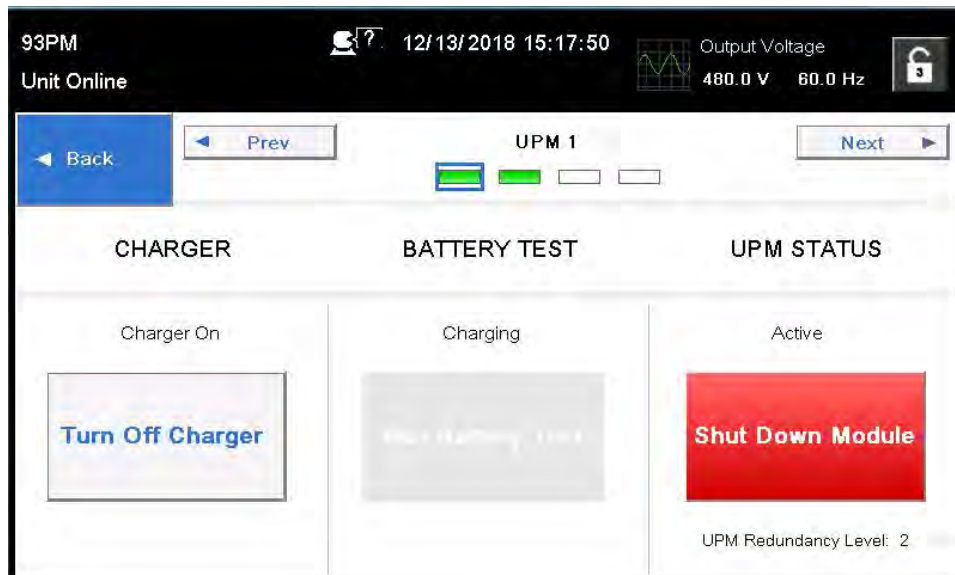 93PM
?
12/13/2018 15:17:50
Output Voltage
Unit Online
480.0 V 60.0 Hz
3
◄ Back
◄ Prev
UPM 1
Next ►
CHARGER
BATTERY TEST
UPM STATUS
Charger On
Charging
Active
Turn Off Charger
Shut Down Module
UPM Redundancy Level: 2